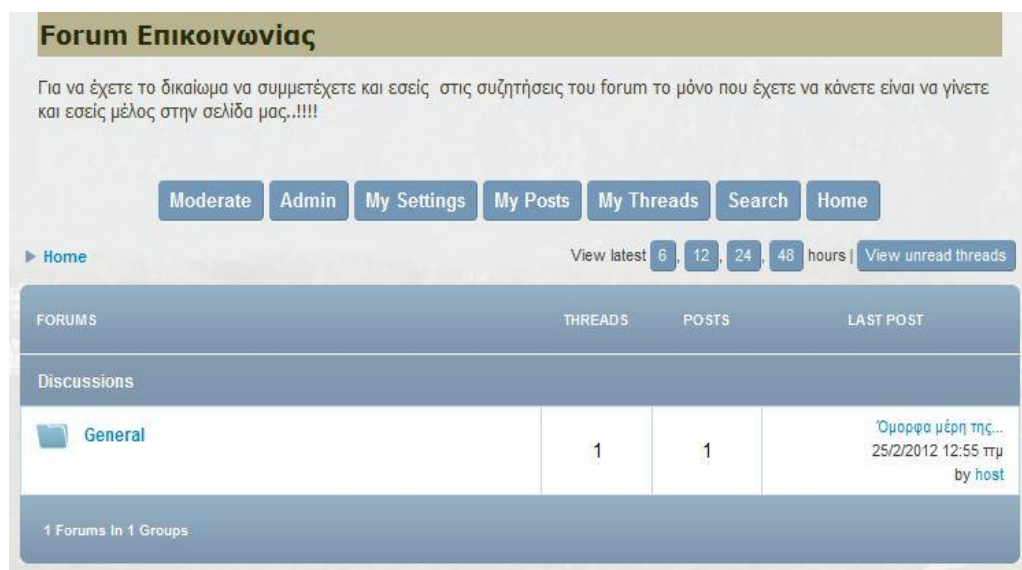 Forum Επικοινωνίας
Για να έχετε το δικαίωμα να συμμετέχετε και εσείς στις συζητήσεις του forum το μόνο που έχετε να κάνετε είναι να γίνετε
και εσείς μέλος στην σελίδα μας..!!!!
Moderate Admin My Settings My Posts My Threads Search Home
Home View latest 6 , 12 , 24 , 48 hours | View unread threads
FORUMS THREADS POSTS LAST POST
Discussions
General 1 1 Όμορφα μέρη της...
25/2/2012 12:55 πμ
by host
1 Forums In 1 Groups